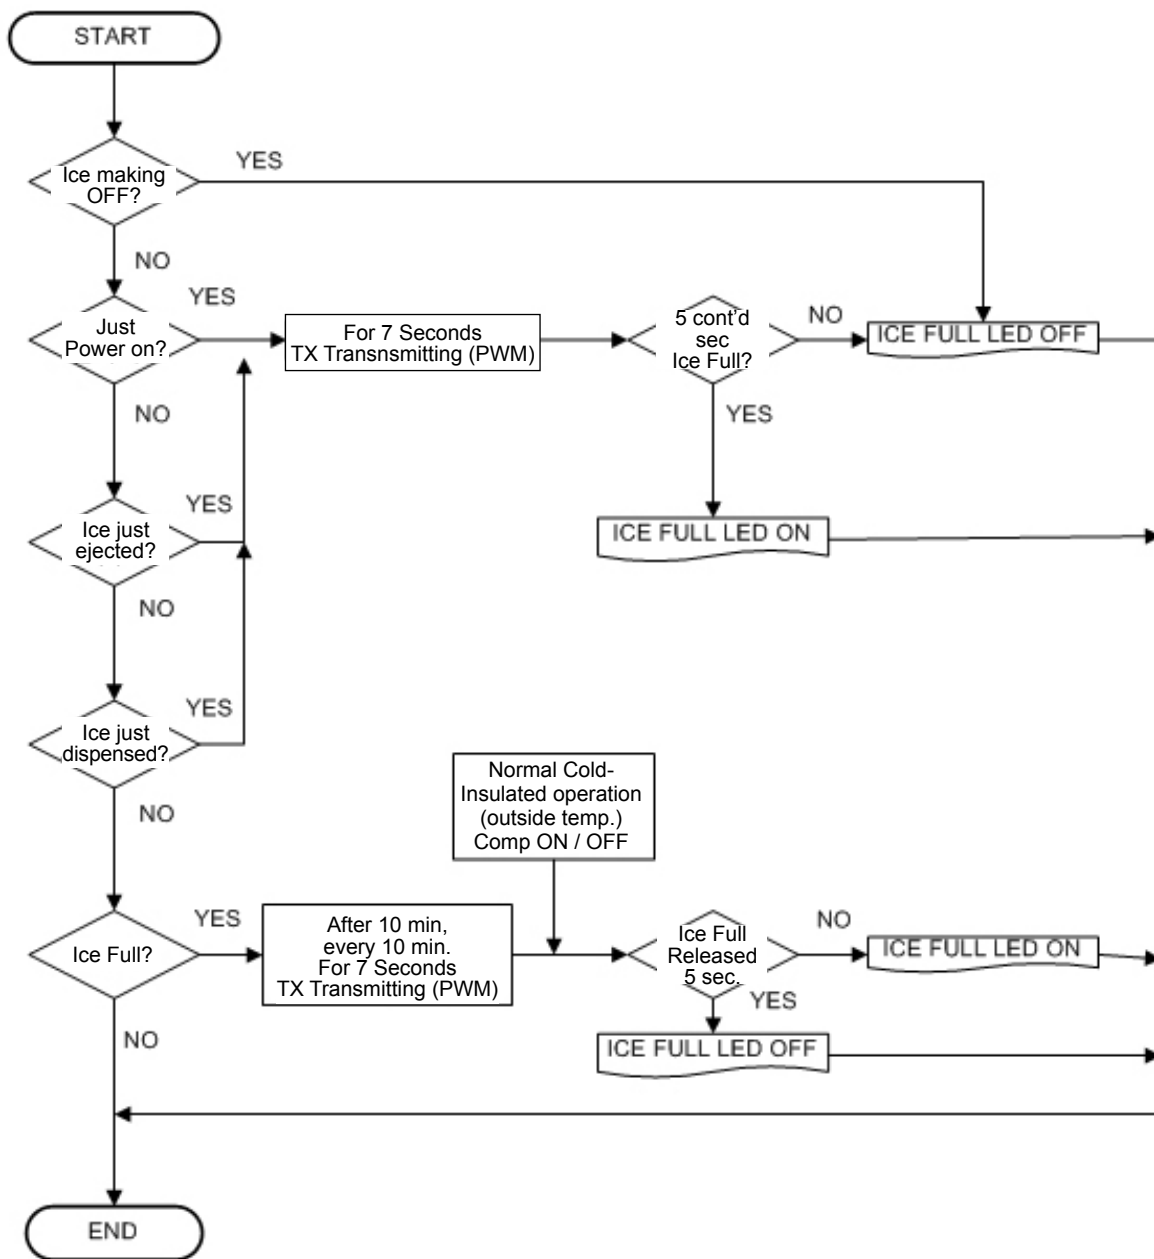 START
YES
Ice making
OFF?
NO
YES
Just
Power on?
For 7 Seconds
TX Transnsmitting (PWM)
5 cont'd
sec
Ice Full?
NO
ICE FULL LED OFF
NO
YES
YES
Ice just
ejected?
ICE FULL LED ON
NO
YES
Ice just
dispensed?
Normal Cold-
Insulated operation
(outside temp.)
Comp ON / OFF
NO
YES
Ice Full?
After 10 min,
every 10 min.
For 7 Seconds
TX Transmitting (PWM)
Ice Full
Released
5 sec.
NO
ICE FULL LED ON
YES
NO
ICE FULL LED OFF
END